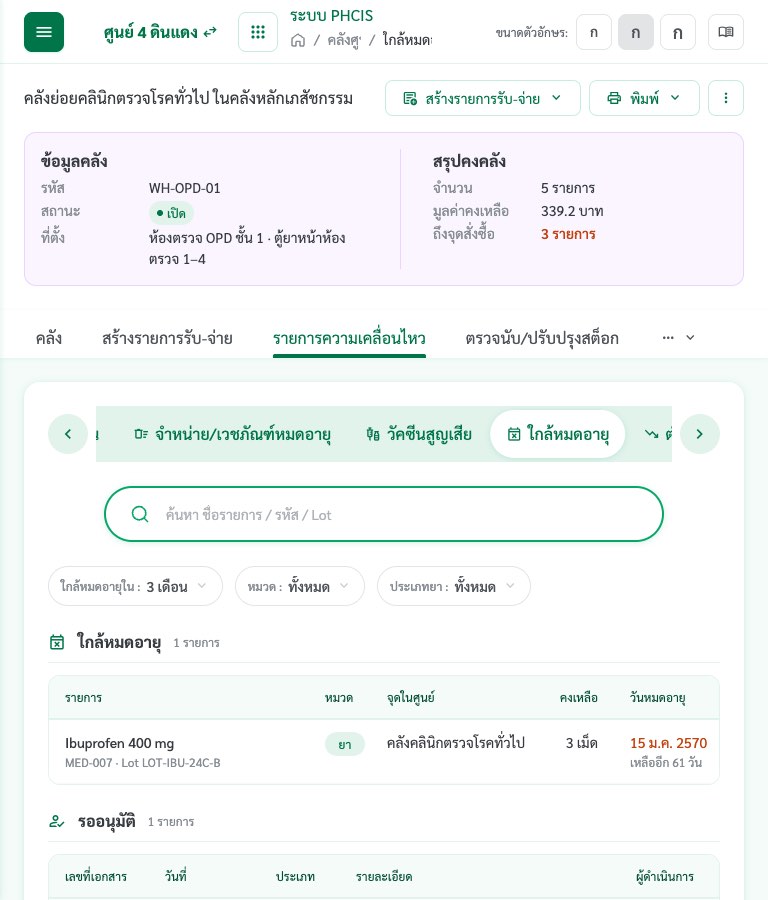 ศูนย์ 4 ดินแดง
ระบบ PHCIS
/ คลังศู / ใกล้หมด
ขนาดตัวอักษร: ก ก ก
คลังย่อยคลินิกตรวจโรคทั่วไป ในคลังหลักเภสัชกรรม
สร้างรายการรับ-จ่าย
พิมพ์
ข้อมูลคลัง
รหัส WH-OPD-01
สถานะ เปิด
ที่ตั้ง ห้องตรวจ OPD ชั้น 1 · ตู้ยาหน้าห้อง
ตรวจ 1–4
สรุปคงคลัง
จำนวน 5 รายการ
มูลค่าคงเหลือ 339.2 บาท
ถึงจุดสั่งซื้อ 3 รายการ
คลัง สร้างรายการรับ-จ่าย รายการความเคลื่อนไหว ตรวจนับ/ปรับปรุงสต็อก ···
จำหน่าย/เวชภัณฑ์หมดอายุ วัคซีนสูญเสีย ใกล้หมดอายุ
ค้นหา ชื่อรายการ / รหัส / Lot
ใกล้หมดอายุใน : 3 เดือน หมวด : ทั้งหมด ประเภทยา : ทั้งหมด
ใกล้หมดอายุ 1 รายการ
รายการ หมวด จุดในศูนย์ คงเหลือ วันหมดอายุ
Ibuprofen 400 mg ยา คลังคลินิกตรวจโรคทั่วไป 3 เม็ด 15 ม.ค. 2570
MED-007 · Lot LOT-IBU-24C-B เหลืออีก 61 วัน
รออนุมัติ 1 รายการ
เลขที่เอกสาร วันที่ ประเภท รายละเอียด ผู้ดำเนินการ